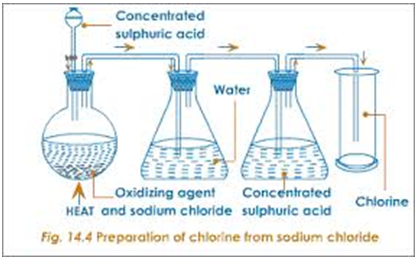 Concentrated
sulphuric acid
Water
Oxidizing agent
and sodium chloride
HEAT
Concentrated
sulphuric acid
Chlorine
Fig. 14.4 Preparation of chlorine from sodium chloride